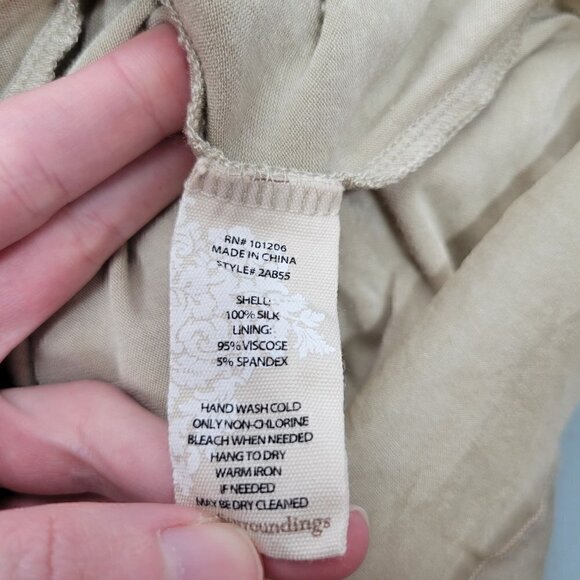 RN# 101206
MADE IN CHINA
STYLE# 2AB55
SHELL:
100% SILK
LINING:
95% VISCOSE
5% SPANDEX
HAND WASH COLD
ONLY NON-CHLORINE
BLEACH WHEN NEEDED
HANG TO DRY
WARM IRON
IF NEEDED
MAY BE DRY CLEANED
surroundings